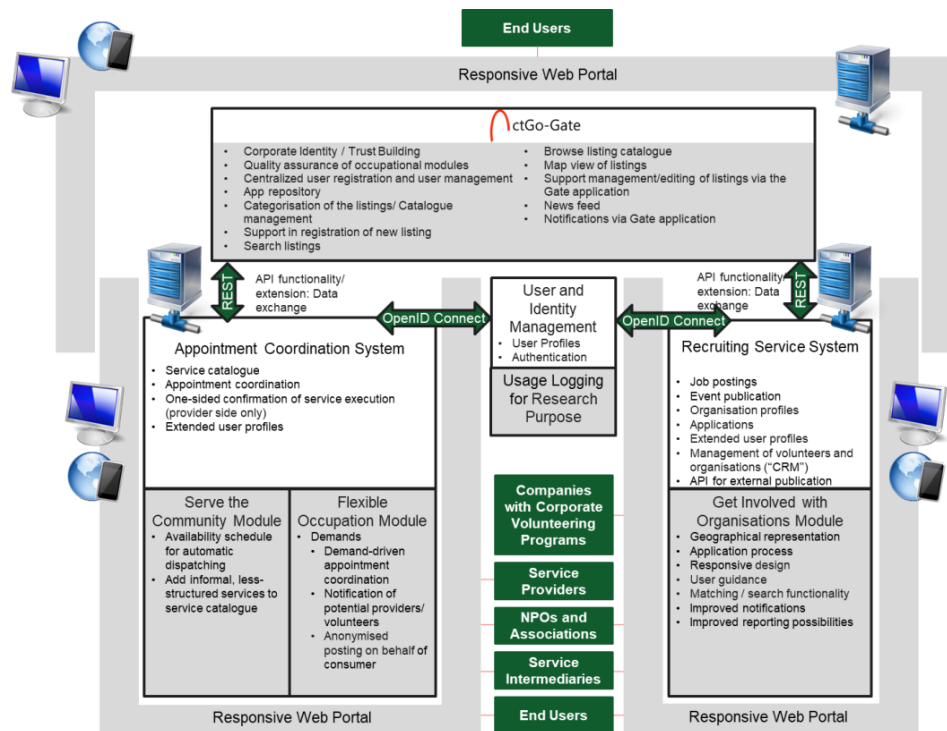 End Users
Responsive Web Portal
ctGo-Gate
• Corporate Identity / Trust Building
• Quality assurance of occupational modules
• Centralized user registration and user management
• App repository
• Categorisation of the listings/ Catalogue
management
• Support in registration of new listing
• Search listings
• Browse listing catalogue
• Map view of listings
• Support management/editing of listings via the
Gate application
• News feed
• Notifications via Gate application
REST
API functionality/
extension: Data
exchange
API functionality/
extension: Data
exchange
REST
OpenID Connect
User and
Identity
Management
• User Profiles
• Authentication
OpenID Connect
Usage Logging
for Research
Purpose
Appointment Coordination System
• Service catalogue
• Appointment coordination
• One-sided confirmation of service execution
(provider side only)
• Extended user profiles
Recruiting Service System
• Job postings
• Event publication
• Organisation profiles
• Applications
• Extended user profiles
• Management of volunteers and
organisations (“CRM”)
• API for external publication
Serve the
Community Module
• Availability schedule
for automatic
dispatching
• Add informal, less-
structured services to
service catalogue
Flexible
Occupation Module
• Demands
• Demand-driven
appointment
coordination
• Notification of
potential providers/
volunteers
• Anonymised
posting on behalf of
consumer
Companies
with Corporate
Volunteering
Programs
Service
Providers
NPOs and
Associations
Service
Intermediaries
End Users
Get Involved with
Organisations Module
• Geographical representation
• Application process
• Responsive design
• User guidance
• Matching / search functionality
• Improved notifications
• Improved reporting possibilities
Responsive Web Portal
Responsive Web Portal